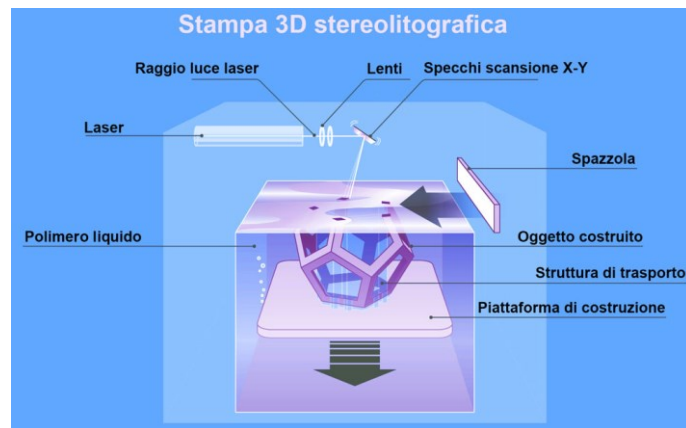 Stampa 3D stereolitografica
Raggio luce laser
Lenti
Specchi scansione X-Y
Laser
Spazzola
Polimero liquido
Oggetto costruito
Struttura di trasporto
Piattaforma di costruzione